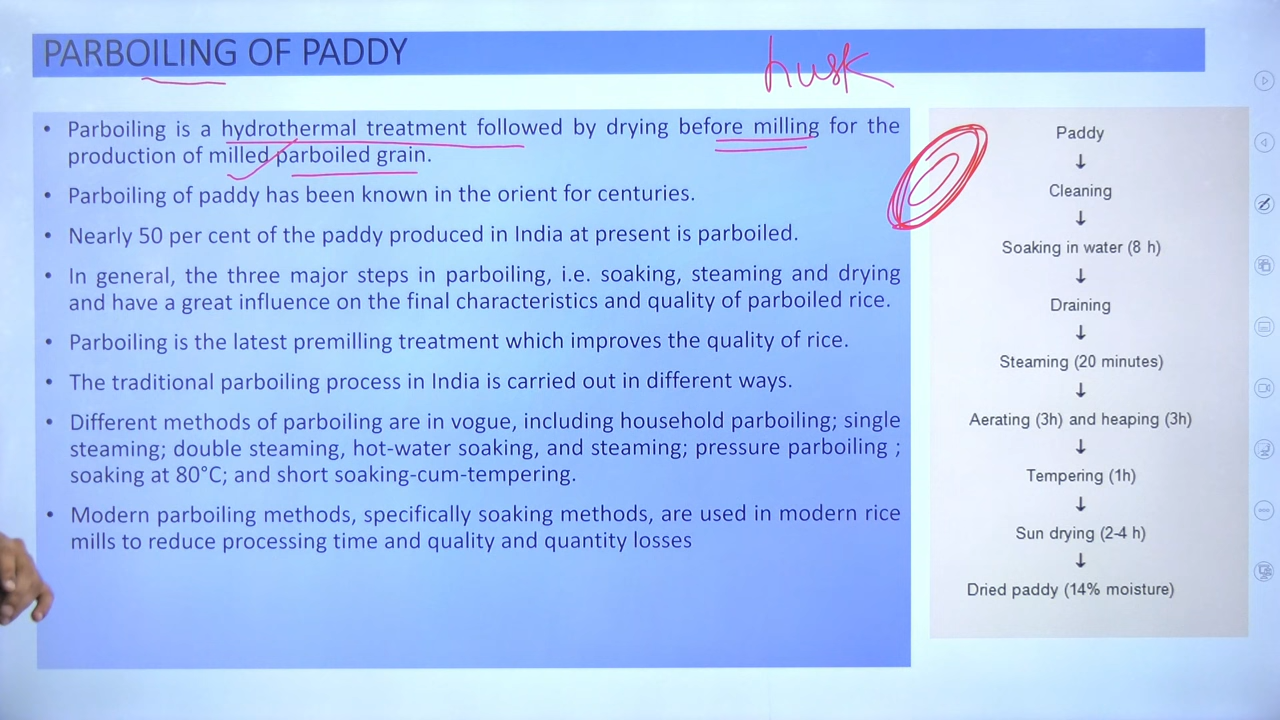 PARBOILING OF PADDY
husk
• Parboiling is a hydrothermal treatment followed by drying before milling for the
production of milled parboiled grain.
• Parboiling of paddy has been known in the orient for centuries.
• Nearly 50 per cent of the paddy produced in India at present is parboiled.
• In general, the three major steps in parboiling, i.e. soaking, steaming and drying
and have a great influence on the final characteristics and quality of parboiled rice.
• Parboiling is the latest premilling treatment which improves the quality of rice.
• The traditional parboiling process in India is carried out in different ways.
• Different methods of parboiling are in vogue, including household parboiling; single
steaming; double steaming, hot-water soaking, and steaming; pressure parboiling ;
soaking at 80°C; and short soaking-cum-tempering.
• Modern parboiling methods, specifically soaking methods, are used in modern rice
mills to reduce processing time and quality and quantity losses
Paddy
↓
Cleaning
↓
Soaking in water (8 h)
↓
Draining
↓
Steaming (20 minutes)
↓
Aerating (3h) and heaping (3h)
↓
Tempering (1h)
↓
Sun drying (2-4 h)
↓
Dried paddy (14% moisture)